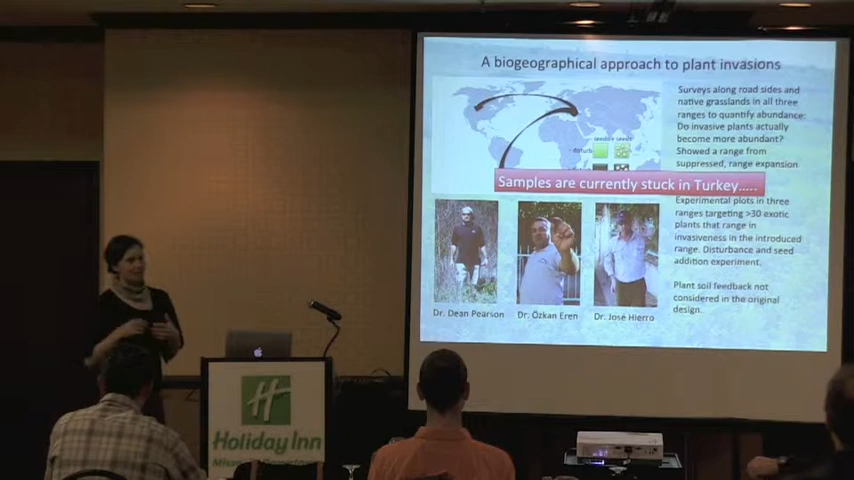 A biogeographical approach to plant invasions
Surveys along road sides and
native grasslands in all three
ranges to quantify abundance:
Do invasive plants actually
become more abundant?
Showed a range from
suppressed, range expansion
Samples are currently stuck in Turkey.....
Experimental plots in three
ranges targeting >30 exotic
plants that range in
invasiveness in the introduced
range. Disturbance and seed
addition experiment.
Plant soil feedback not
considered in the original
design.
Dr. Dean Pearson
Dr. Özkan Eren
Dr. José Hierro
H
Holiday Inn